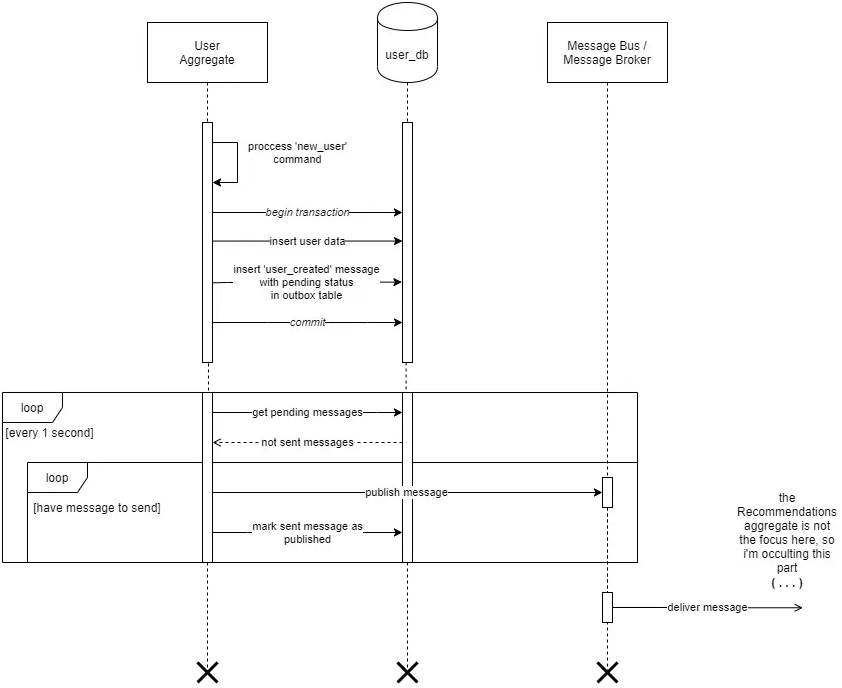 User
Aggregate
user_db
Message Bus /
Message Broker
proccess 'new_user'
command
begin transaction
insert user data
insert 'user_created' message
with pending status
in outbox table
commit
loop
[every 1 second]
get pending messages
not sent messages
loop
[have message to send]
publish message
mark sent message as
published
the
Recommendations
aggregate is not
the focus here, so
i'm occulting this
part
(...)
deliver message